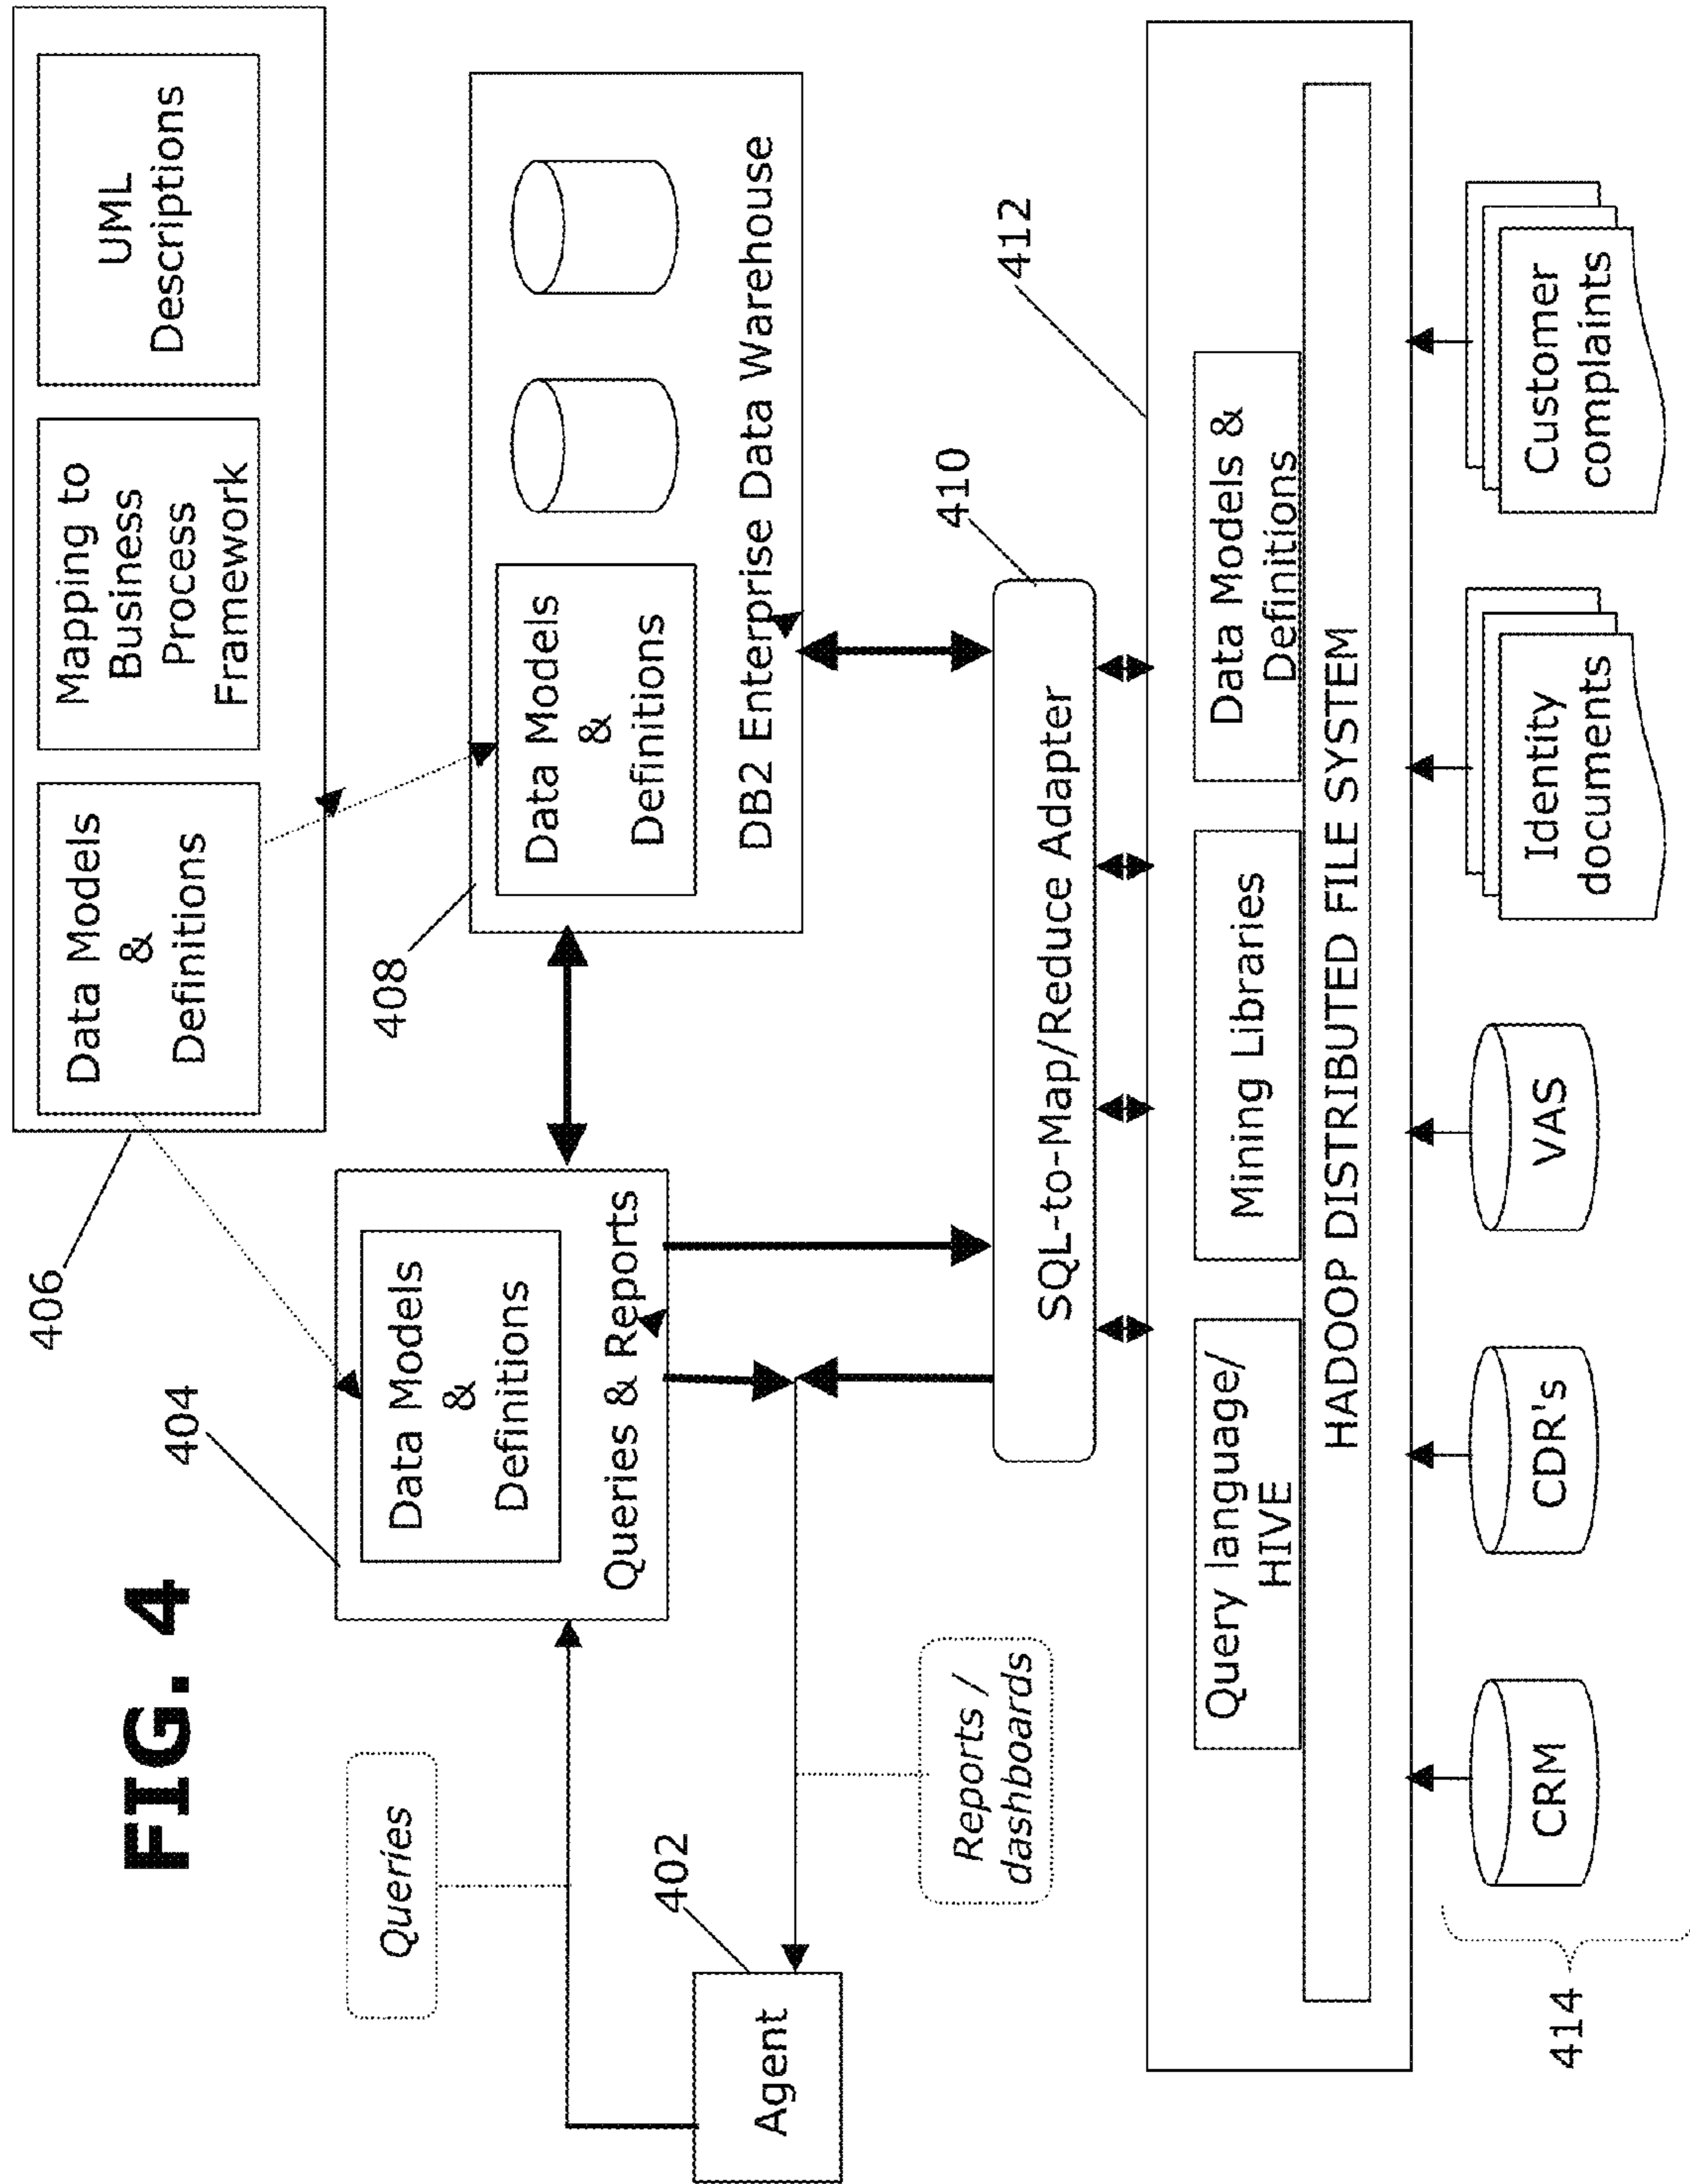 FIG. 4
406
Data Models
&
Definitions
Mapping to
Business
Process
Framework
UML
Descriptions
404
Data Models
&
Definitions
Queries & Reports
408
Data Models
&
Definitions
DB2 Enterprise Data Warehouse
Queries
402
Agent
Reports /
dashboards
410
SQL-to-Map/Reduce Adapter
412
Query language/
HIVE
Mining Libraries
Data Models &
Definitions
HADOOP DISTRIBUTED FILE SYSTEM
414
CRM
CDR's
VAS
Identity
documents
Customer
complaints